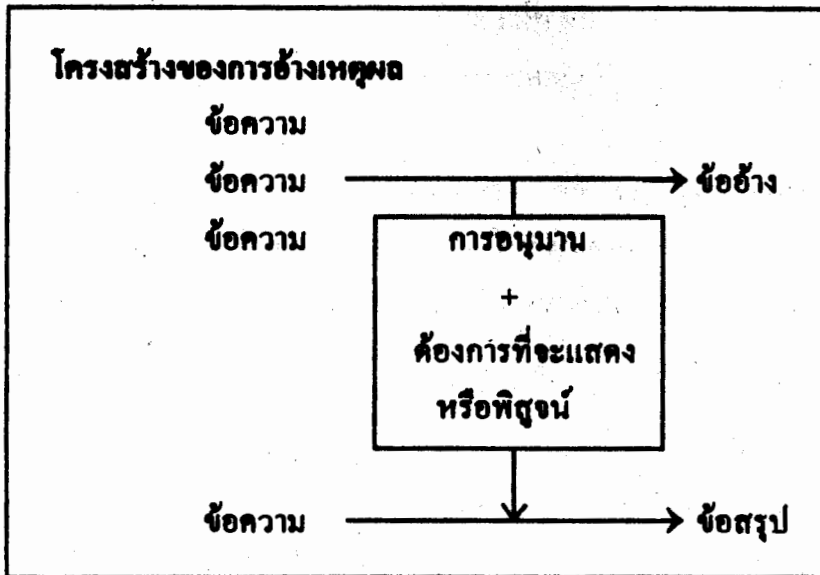 โครงสร้างของการอ้างเหตุผล
ข้อความ
ข้อความ ข้ออ้าง
ข้อความ การอนุมาน
+
ต้องการที่จะแสดง
หรือพิสูจน์
ข้อความ ข้อสรุป